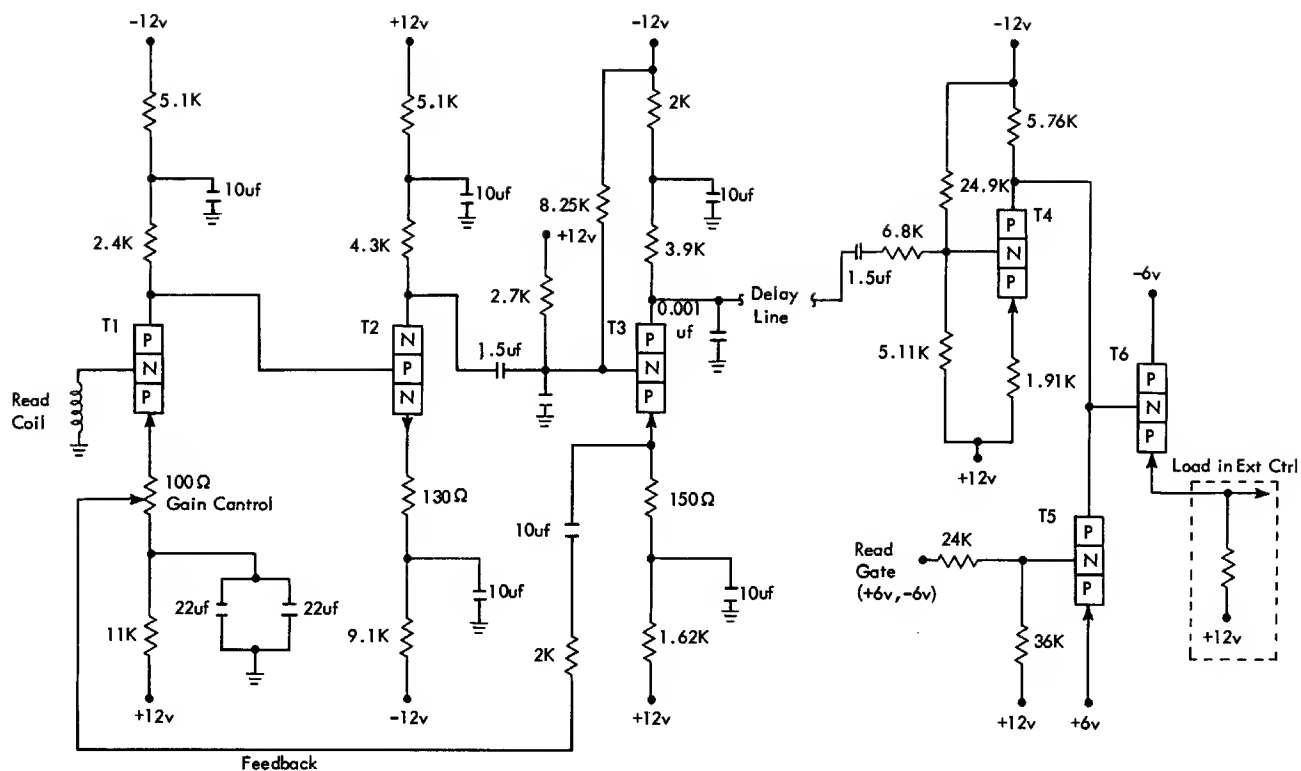 -12v
+12v
-12v
-12v
5.1K
5.1K
2K
5.76K
10uf
10uf
10uf
8.25K
24.9K
+12v
2.4K
4.3K
3.9K
6.8K
T4
P
N
P
1.5uf
-6v
2.7K
Delay
Line
0.001
uf
T1
P
N
P
T2
N
P
N
1.5uf
T3
P
N
P
5.11K
1.91K
T6
P
N
P
Read
Coil
+12v
Load in Ext Ctrl
100Ω
Gain Cantrol
130Ω
10uf
150Ω
T5
P
N
P
Read
Gate
(+6v, -6v)
24K
22uf
22uf
10uf
10uf
11K
9.1K
2K
1.62K
36K
+12v
+12v
-12v
+12v
+12v
+6v
Feedback